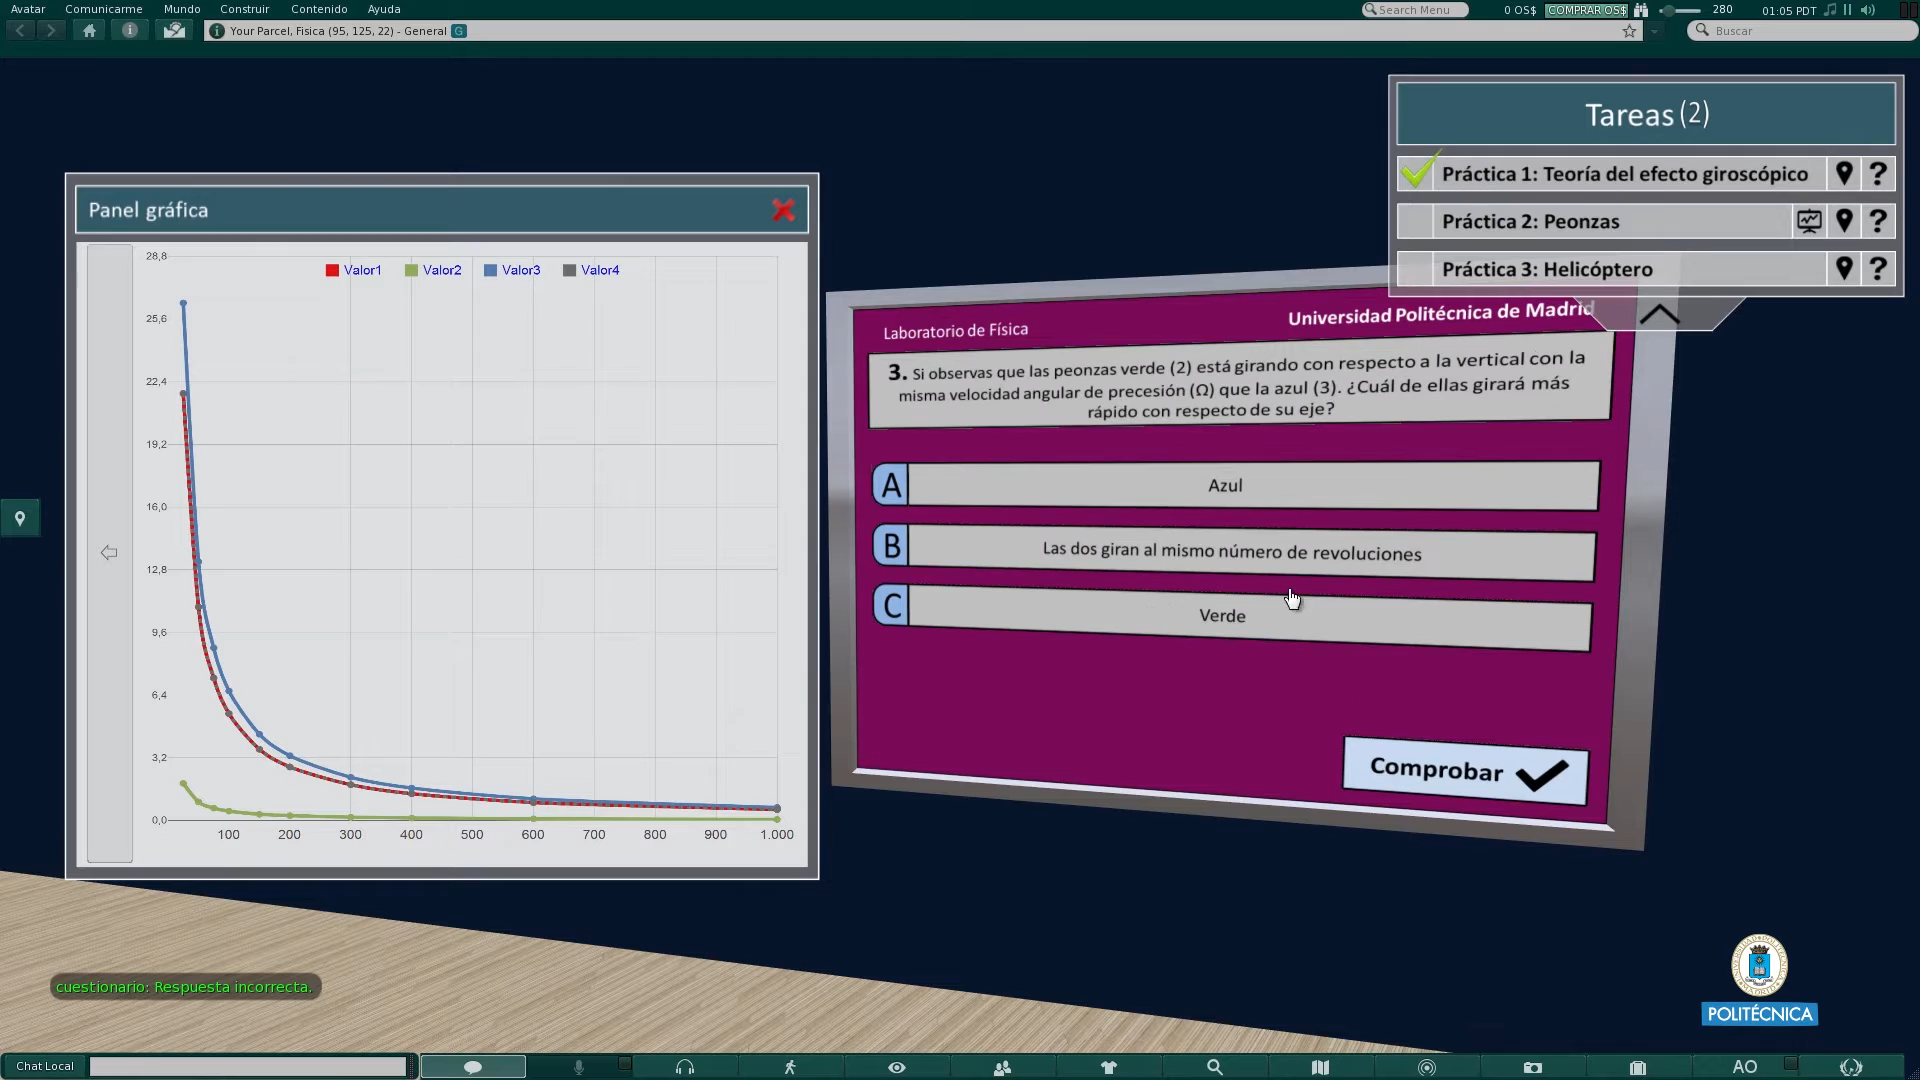 Avatar Comunicarme Mundo Construir Contenido Ayuda
Search Menu 0 OS$ COMPRAR OS$ 280 01:05 PDT
Your Parcel, Fisica (95, 125, 22) - General G
Buscar
Tareas (2)
Práctica 1: Teoría del efecto giroscópico ?
Práctica 2: Peonzas ?
Práctica 3: Helicóptero ?
Panel gráfica
Valor1 Valor2 Valor3 Valor4
28,8
25,6
22,4
19,2
16,0
12,8
9,6
6,4
3,2
0,0
100 200 300 400 500 600 700 800 900 1.000
Laboratorio de Física
Universidad Politécnica de Madrid
3. Si observas que las peonzas verde (2) está girando con respecto a la vertical con la
misma velocidad angular de precesión (Ω) que la azul (3). ¿Cuál de ellas girará más
rápido con respecto de su eje?
A Azul
B Las dos giran al mismo número de revoluciones
C Verde
Comprobar
cuestionario: Respuesta incorrecta.
POLITÉCNICA
Chat Local
AO